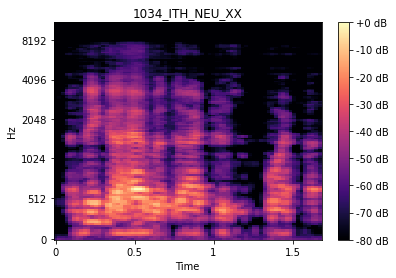 1034_ITH_NEU_XX
Hz
8192
4096
2048
1024
512
0
0
0.5
1
1.5
Time
+0 dB
-10 dB
-20 dB
-30 dB
-40 dB
-50 dB
-60 dB
-70 dB
-80 dB